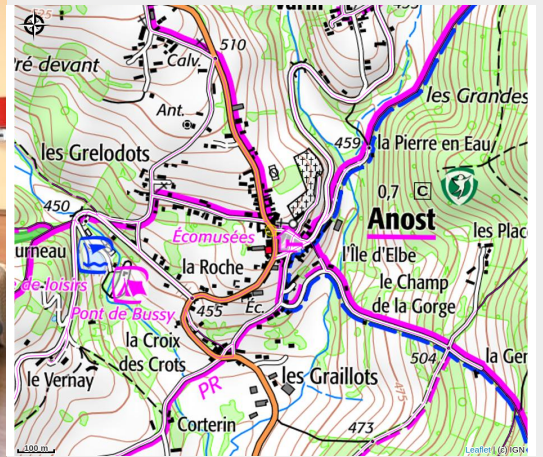 525
510
ré devant
Calv.
Ant.
les Grandes
459
la Pierre en Eau
les Grelodots
0,7 C
Anost
450
Écomusées
les Plac
urneau
la Roche
l'Île d'Elbe
de loisirs
le Champ
de la Gorge
Pont de Bussy
455
Éc.
la Croix
des Crots
504
la Ger
le Vernay
PR
les Graillots
475
Corterin
473
100 m
Leaflet | (c) IGN